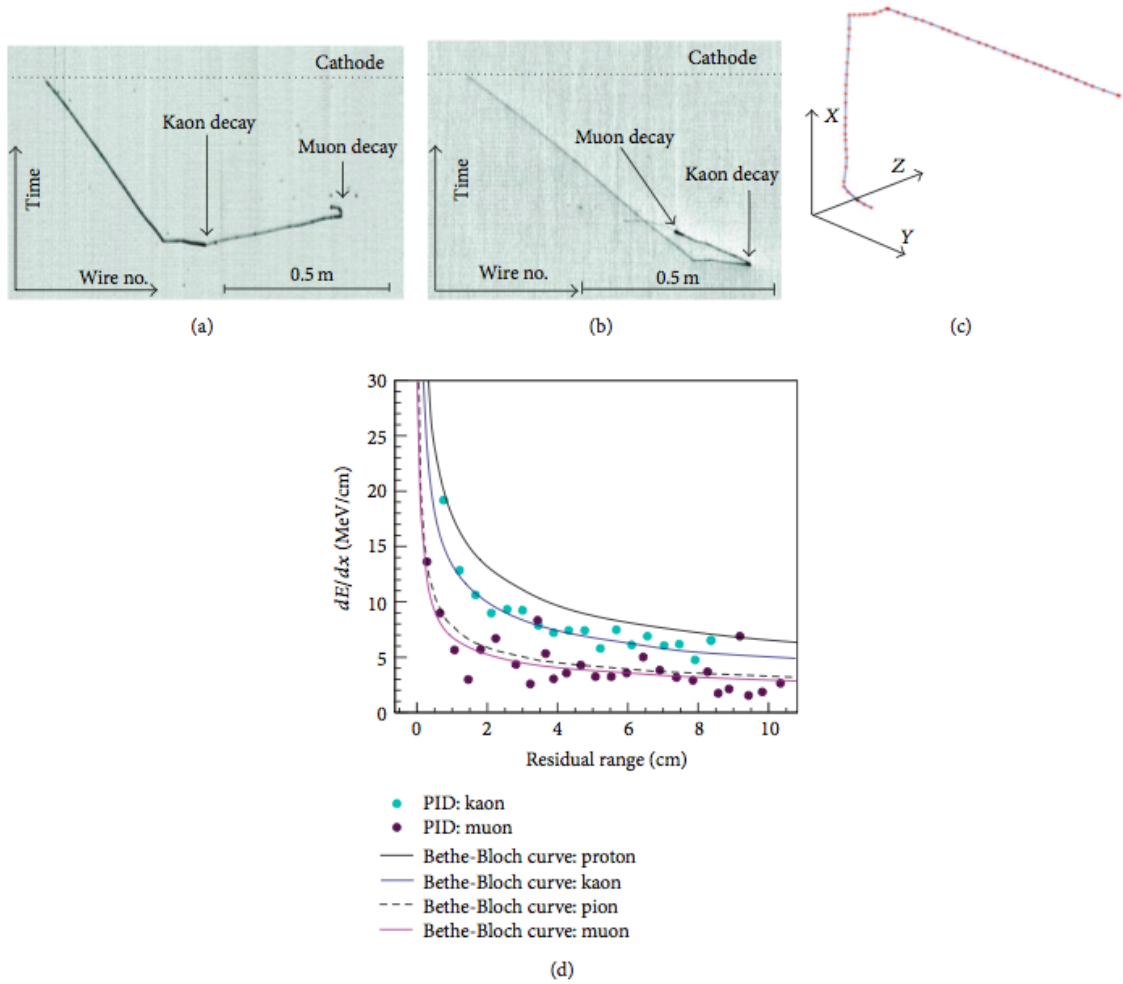 Cathode
Kaon decay
Muon decay
Time
Wire no.
0.5 m
(a)
Cathode
Muon decay
Kaon decay
Time
Wire no.
0.5 m
(b)
X
Z
Y
(c)
30
25
20
15
10
5
0
dE/dx (MeV/cm)
0 2 4 6 8 10
Residual range (cm)
PID: kaon
PID: muon
Bethe-Bloch curve: proton
Bethe-Bloch curve: kaon
Bethe-Bloch curve: pion
Bethe-Bloch curve: muon
(d)